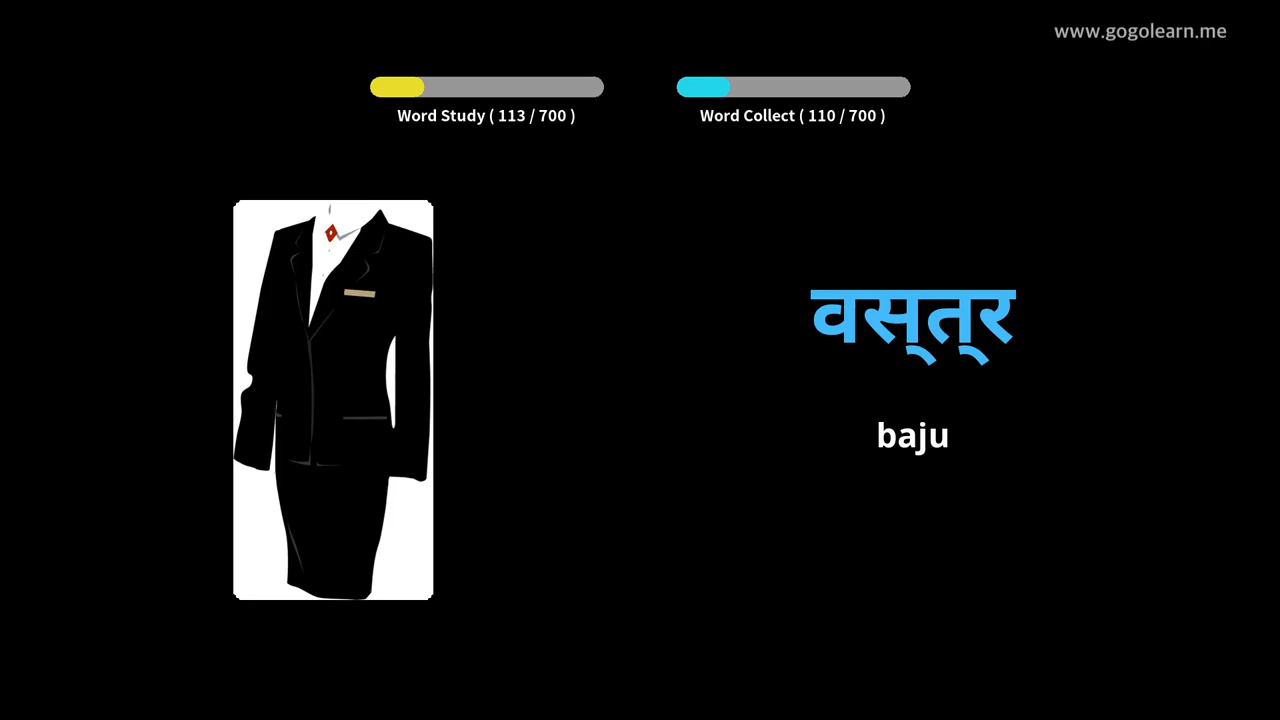 www.gogolearn.me
Word Study ( 113 / 700 )
Word Collect ( 110 / 700 )
वस्त्र
baju